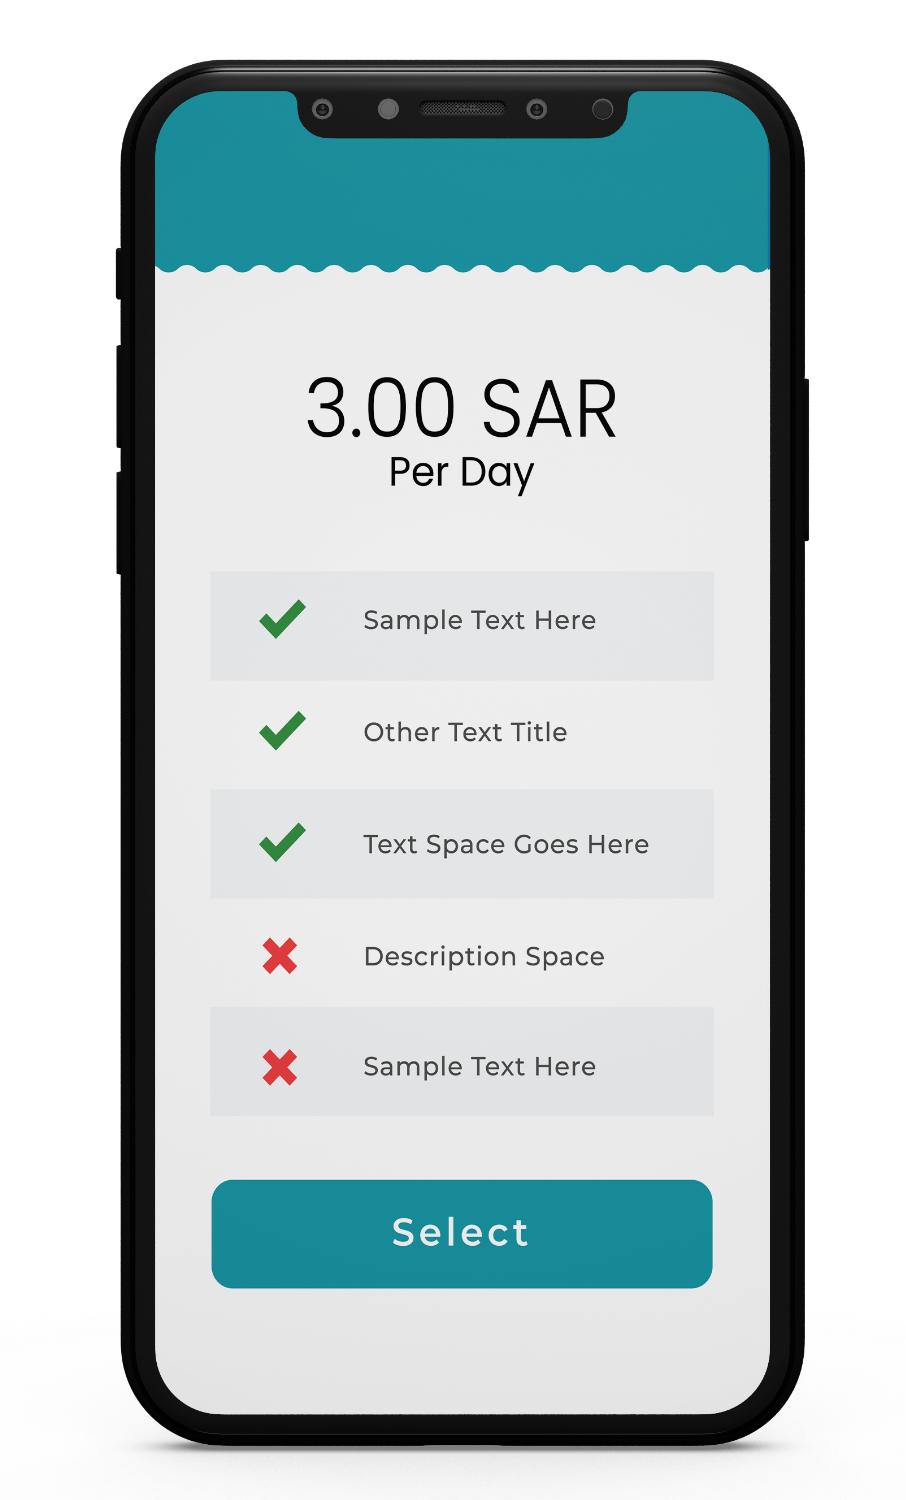 3.00 SAR
Per Day
Sample Text Here
Other Text Title
Text Space Goes Here
Description Space
Sample Text Here
Select